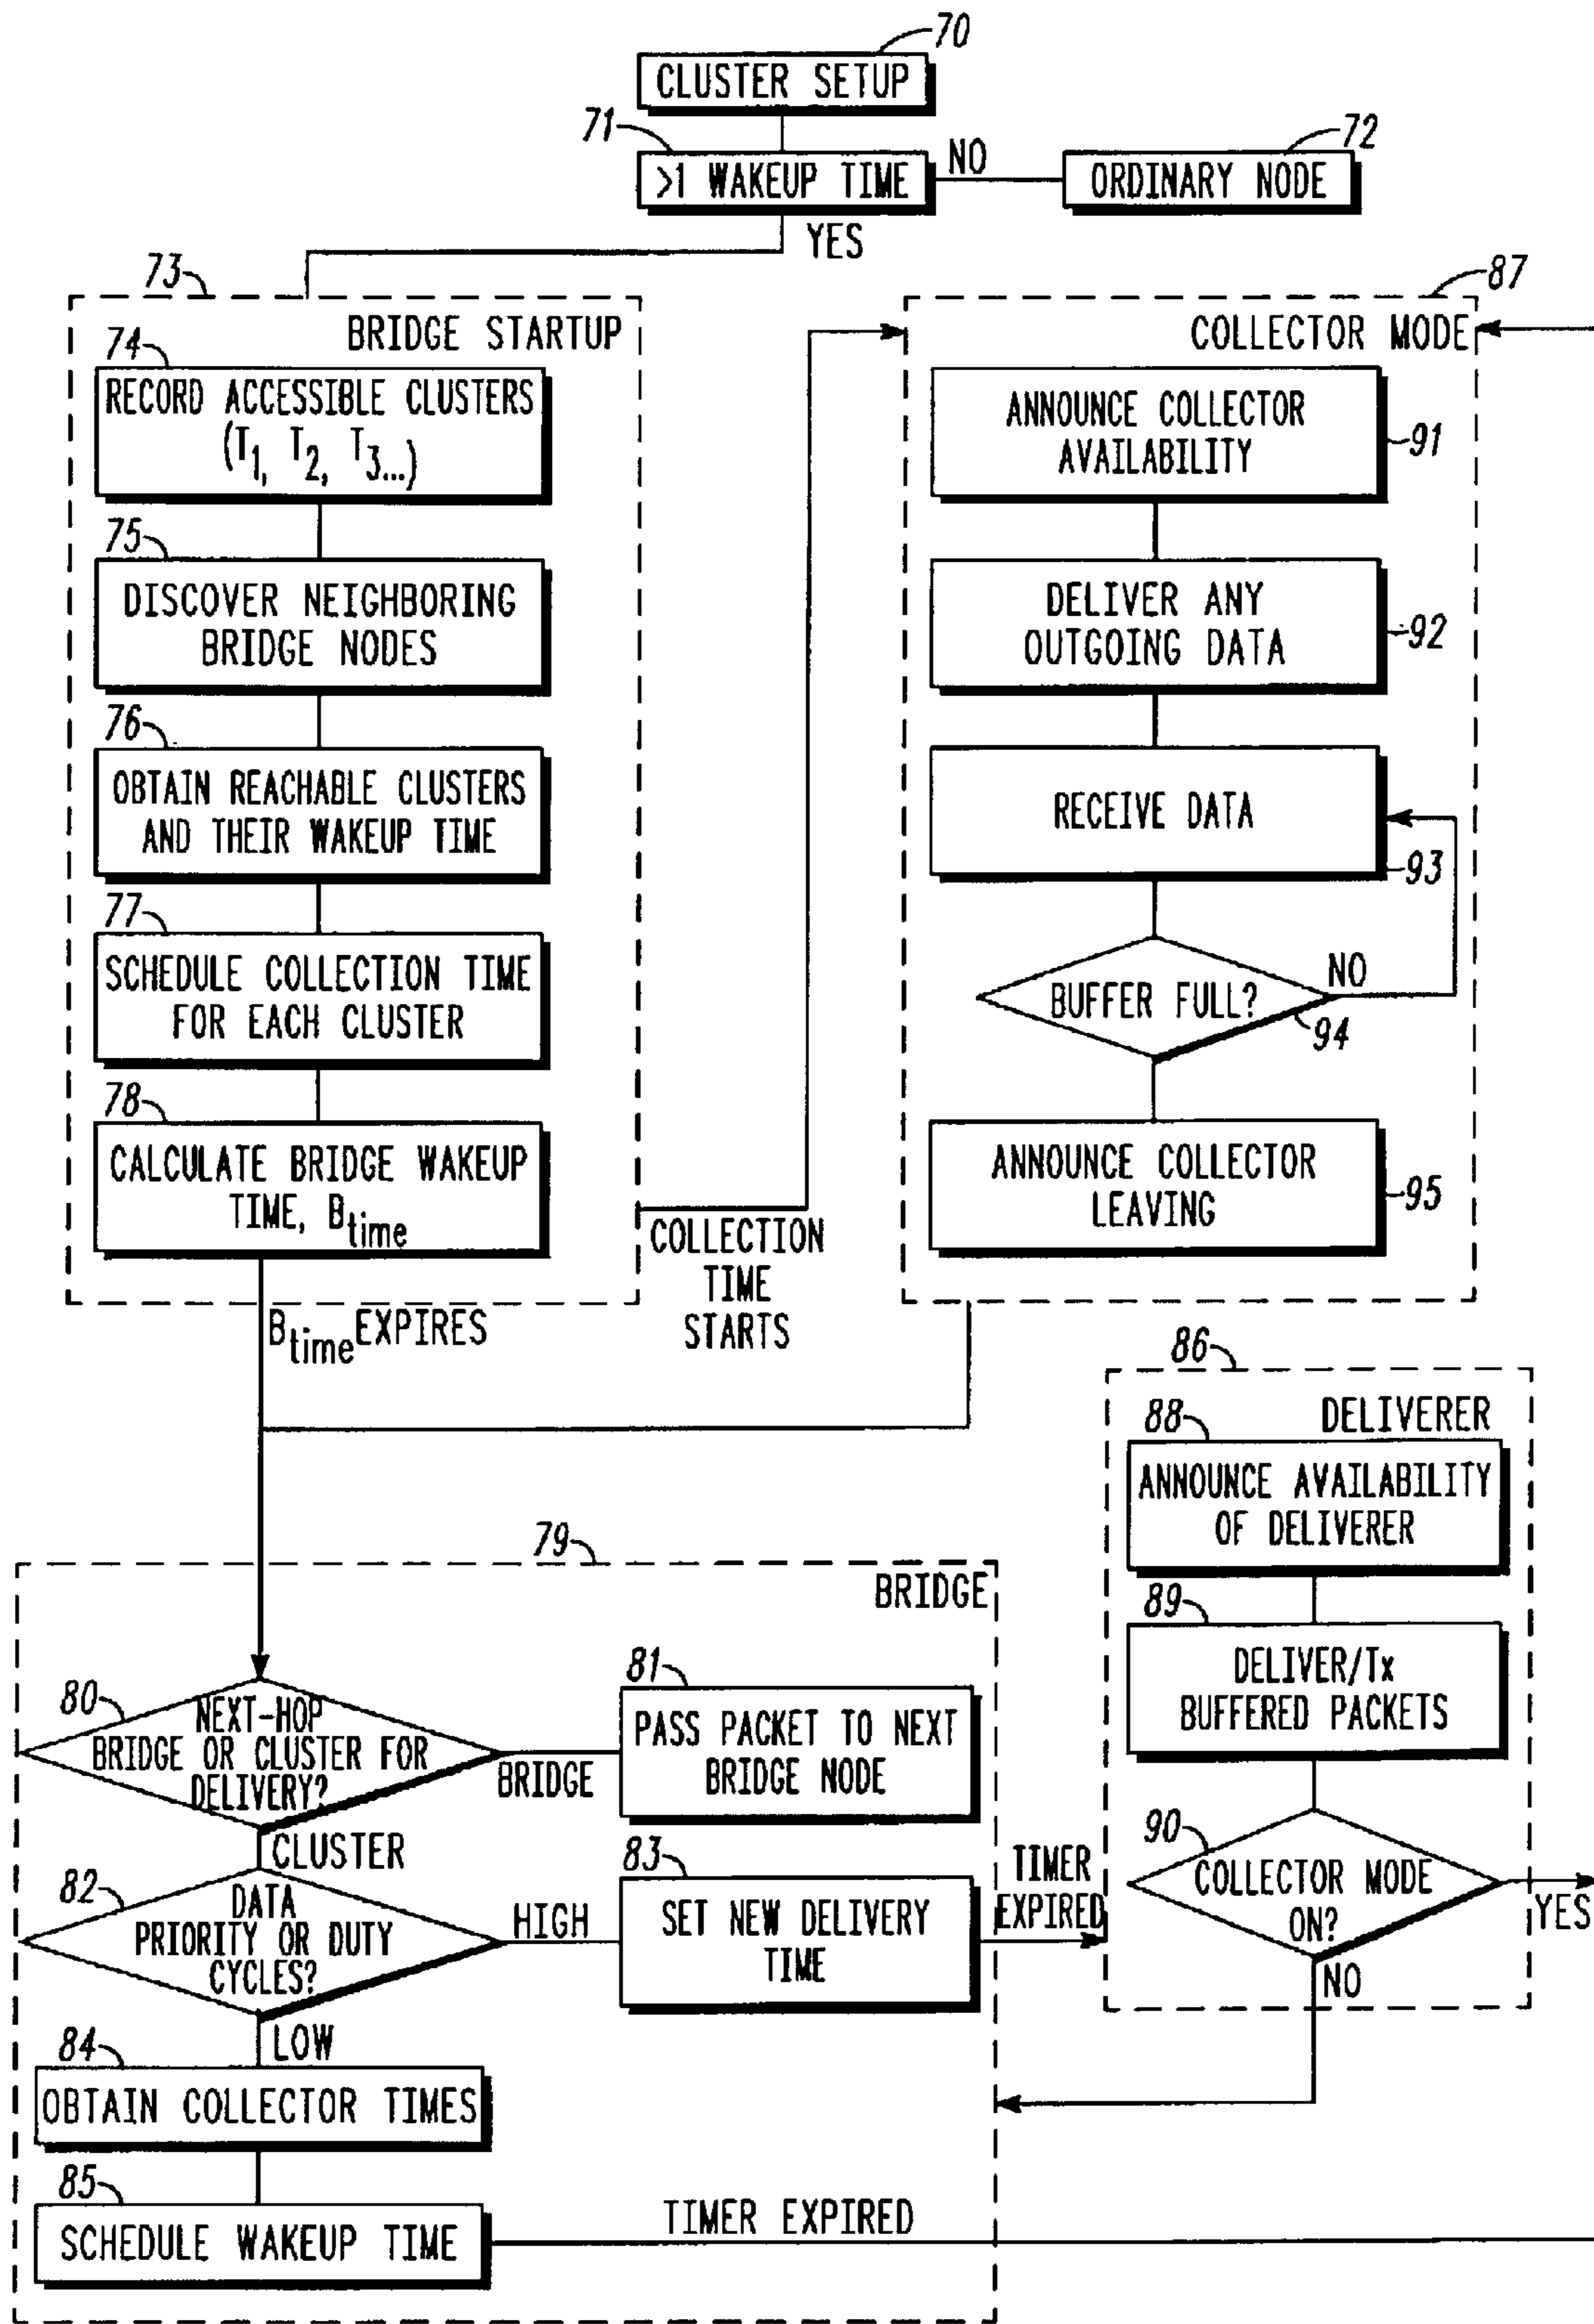 70
CLUSTER SETUP
71
>1 WAKEUP TIME
NO
72
ORDINARY NODE
YES
73
BRIDGE STARTUP
74
RECORD ACCESSIBLE CLUSTERS
(T1, T2, T3...)
75
DISCOVER NEIGHBORING
BRIDGE NODES
76
OBTAIN REACHABLE CLUSTERS
AND THEIR WAKEUP TIME
77
SCHEDULE COLLECTION TIME
FOR EACH CLUSTER
78
CALCULATE BRIDGE WAKEUP
TIME, Btime
Btime EXPIRES
COLLECTION
TIME
STARTS
87
COLLECTOR MODE
ANNOUNCE COLLECTOR
AVAILABILITY
91
DELIVER ANY
OUTGOING DATA
92
RECEIVE DATA
93
BUFFER FULL?
NO
94
ANNOUNCE COLLECTOR
LEAVING
95
86
DELIVERER
88
ANNOUNCE AVAILABILITY
OF DELIVERER
89
DELIVER/Tx
BUFFERED PACKETS
90
COLLECTOR MODE
ON?
YES
NO
79
BRIDGE
80
NEXT-HOP
BRIDGE OR CLUSTER FOR
DELIVERY?
BRIDGE
81
PASS PACKET TO NEXT
BRIDGE NODE
CLUSTER
82
DATA
PRIORITY OR DUTY
CYCLES?
HIGH
83
SET NEW DELIVERY
TIME
TIMER
EXPIRED
LOW
84
OBTAIN COLLECTOR TIMES
85
SCHEDULE WAKEUP TIME
TIMER EXPIRED